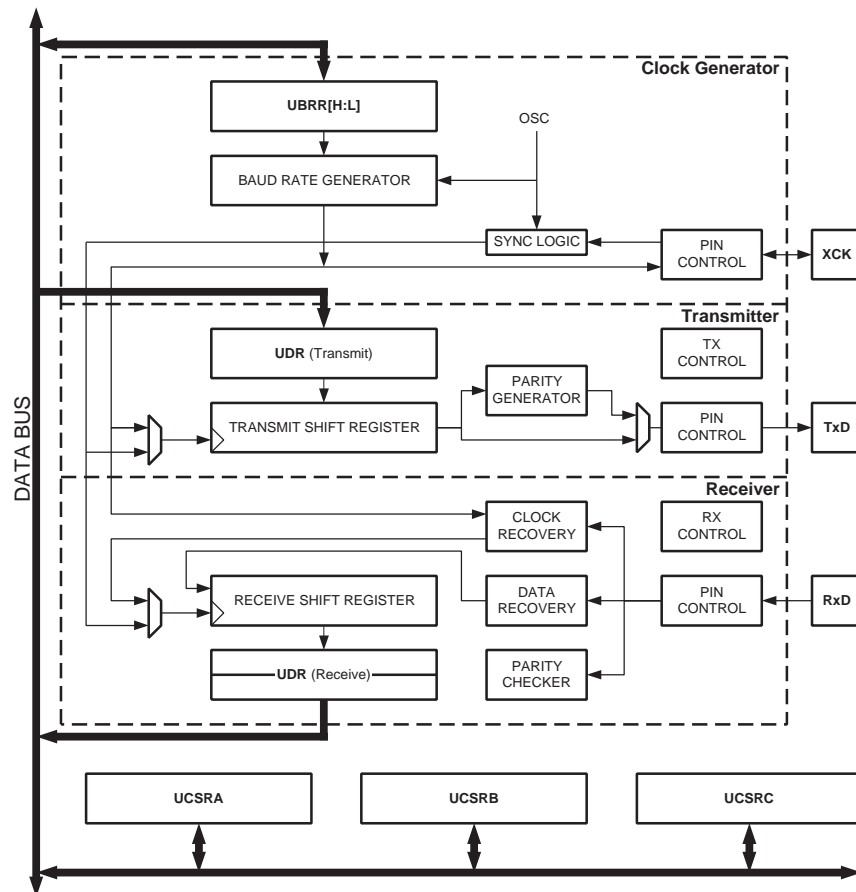 Clock Generator
UBRR[H:L]
OSC
BAUD RATE GENERATOR
SYNC LOGIC
PIN
CONTROL
XCK
Transmitter
UDR (Transmit)
TX
CONTROL
PARITY
GENERATOR
TRANSMIT SHIFT REGISTER
PIN
CONTROL
TxD
DATA BUS
Receiver
CLOCK
RECOVERY
RX
CONTROL
RECEIVE SHIFT REGISTER
DATA
RECOVERY
PIN
CONTROL
RxD
UDR (Receive)
PARITY
CHECKER
UCSRA
UCSRB
UCSRC